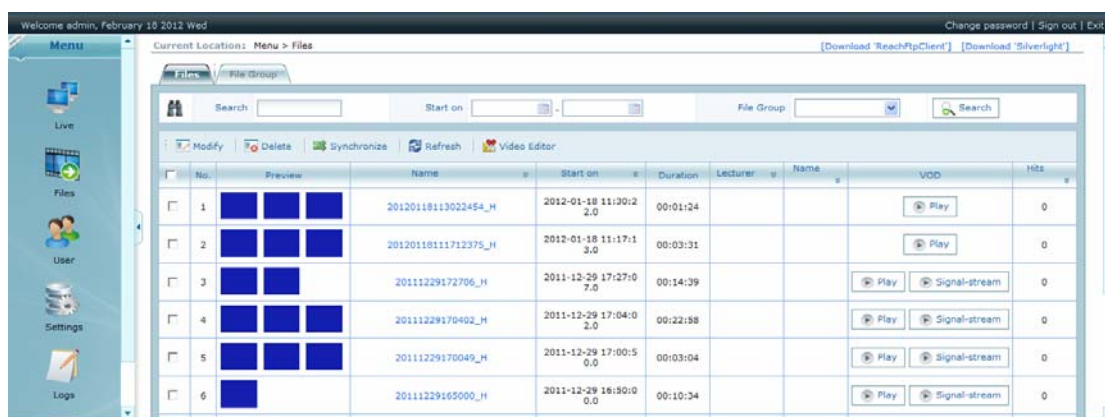 Welcome admin, February 18 2012 Wed
Change password | Sign out | Exit
Menu
Current Location: Menu > Files
[Download 'ReachFtpClient'] [Download 'Silverlight']
Files
File Group
Search
Start on
-
File Group
Search
Live
Modify
Delete
Synchronize
Refresh
Video Editor
No. Preview Name Start on Duration Lecturer Name VOD Hits
Files
1 20120118113022454_H 2012-01-18 11:30:2 00:01:24 Play 0
2.0
2 20120118111712375_H 2012-01-18 11:17:1 00:03:31 Play 0
3.0
User
3 20111229172706_H 2011-12-29 17:27:0 00:14:39 Play Signal-stream 0
7.0
Settings
4 20111229170402_H 2011-12-29 17:04:0 00:22:58 Play Signal-stream 0
2.0
5 20111229170049_H 2011-12-29 17:00:5 00:03:04 Play Signal-stream 0
0.0
Logs
6 20111229165000_H 2011-12-29 16:50:0 00:10:34 Play Signal-stream 0
0.0